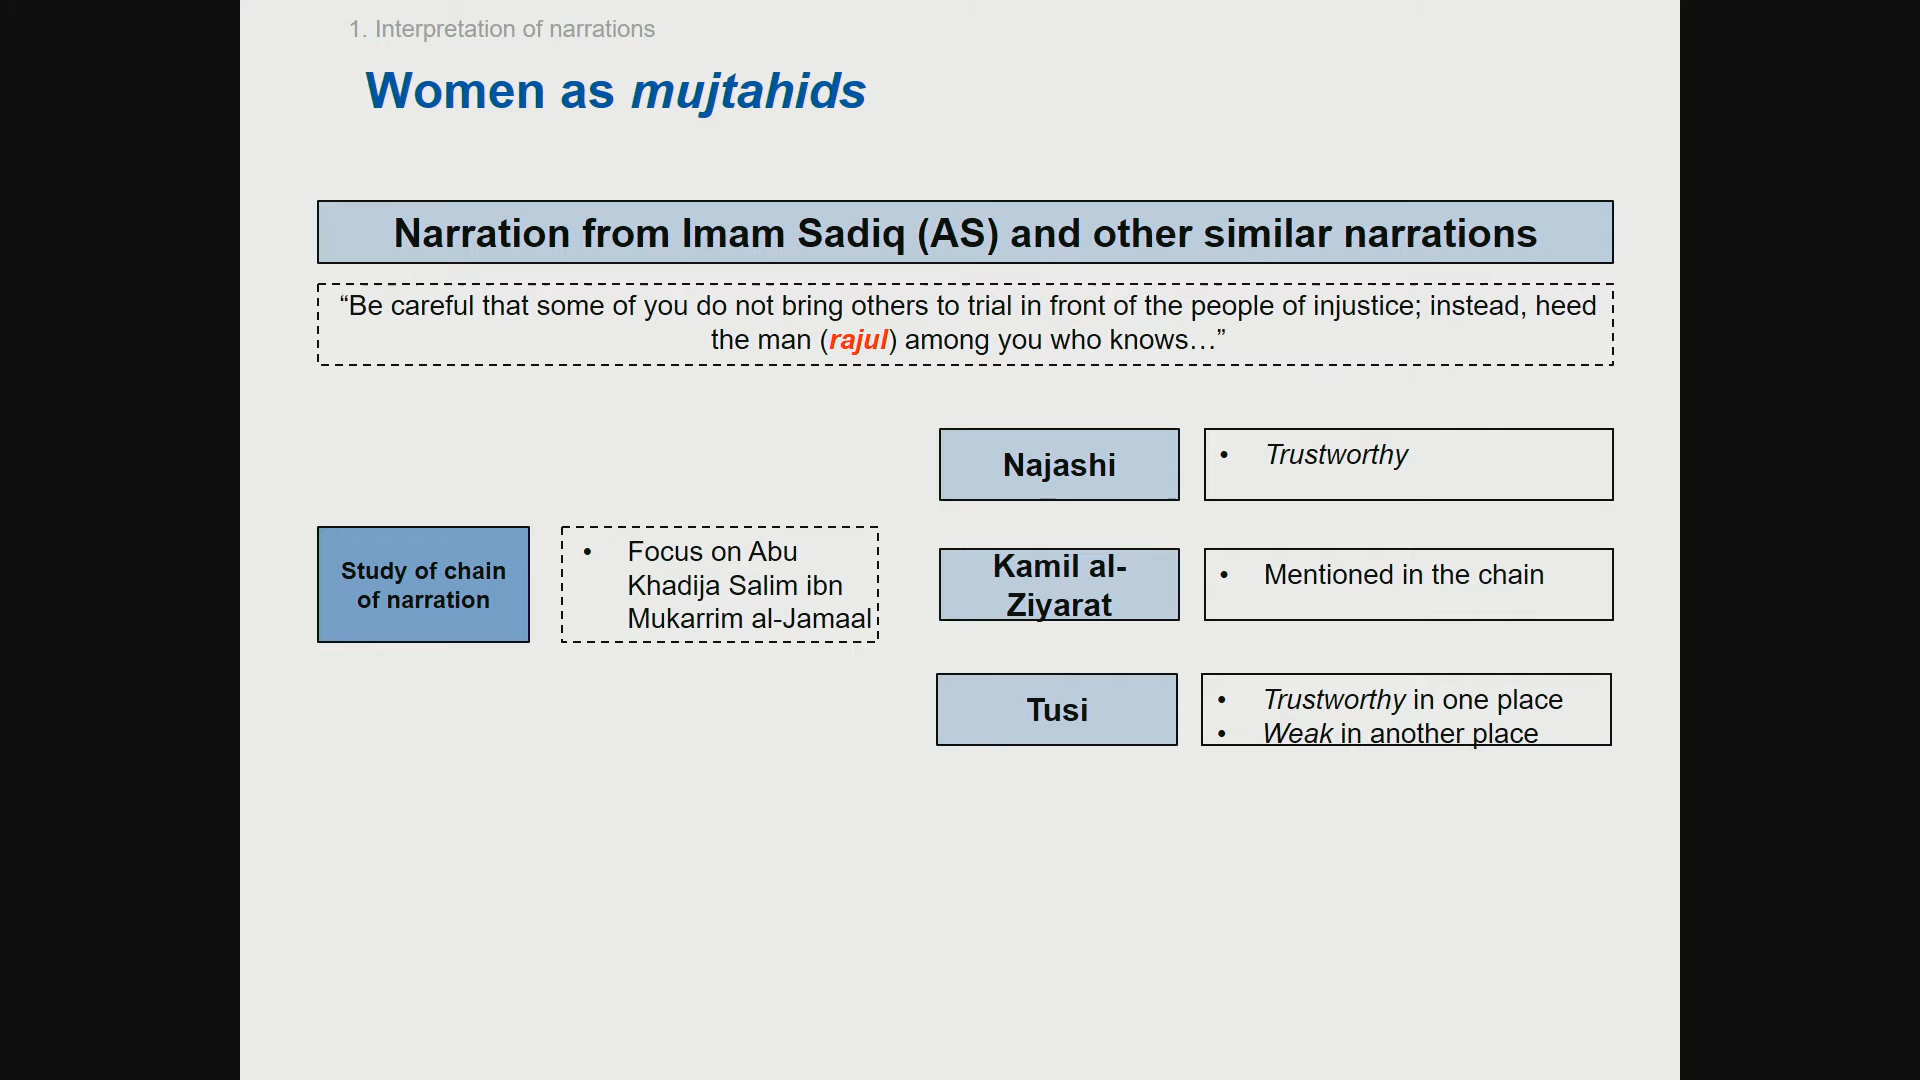 1. Interpretation of narrations
Women as mujtahids
Narration from Imam Sadiq (AS) and other similar narrations
“Be careful that some of you do not bring others to trial in front of the people of injustice; instead, heed
the man (rajul) among you who knows…”
Study of chain
of narration
• Focus on Abu
Khadija Salim ibn
Mukarrim al-Jamaal
Najashi
• Trustworthy
Kamil al-
Ziyarat
• Mentioned in the chain
Tusi
• Trustworthy in one place
• Weak in another place